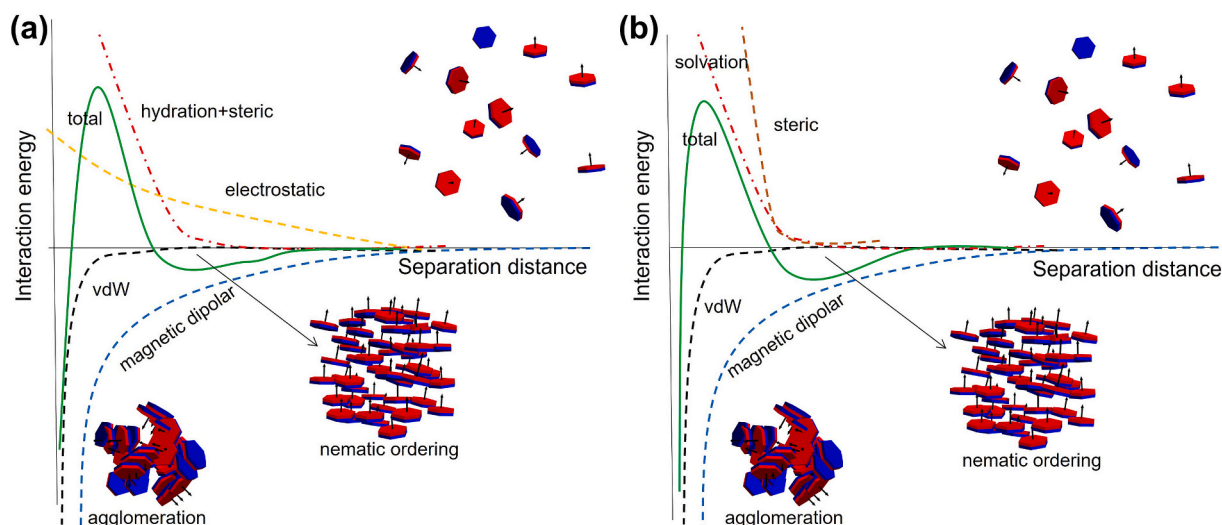 (a)
Interaction energy
total
hydration+steric
electrostatic
Separation distance
vdW
magnetic dipolar
nematic ordering
agglomeration
(b)
Interaction energy
solvation
total
steric
Separation distance
vdW
magnetic dipolar
nematic ordering
agglomeration